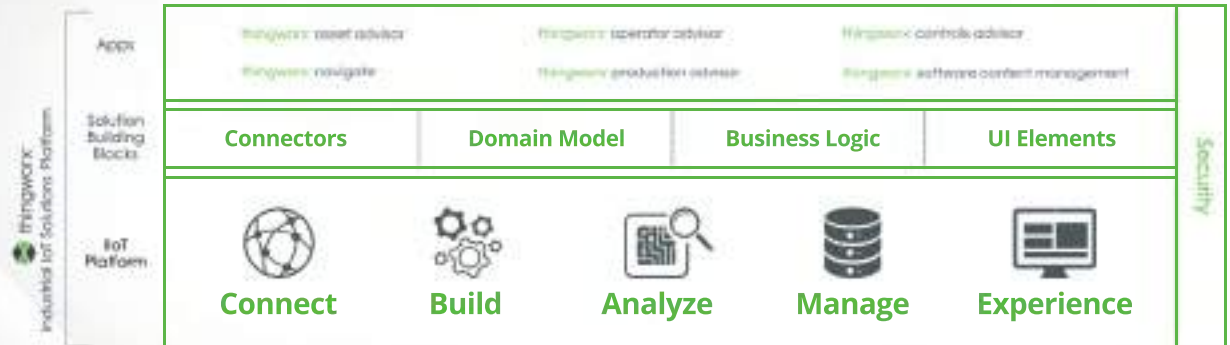 Apps
thingworx asset advisor
thingworx operator advisor
thingworx controls advisor
thingworx navigate
thingworx production advisor
thingworx software content management
Solution
Building
Blocks
Connectors
Domain Model
Business Logic
UI Elements
thingworx
Industrial IoT Solutions Platform
IIoT
Platform
Connect
Build
Analyze
Manage
Experience
Security